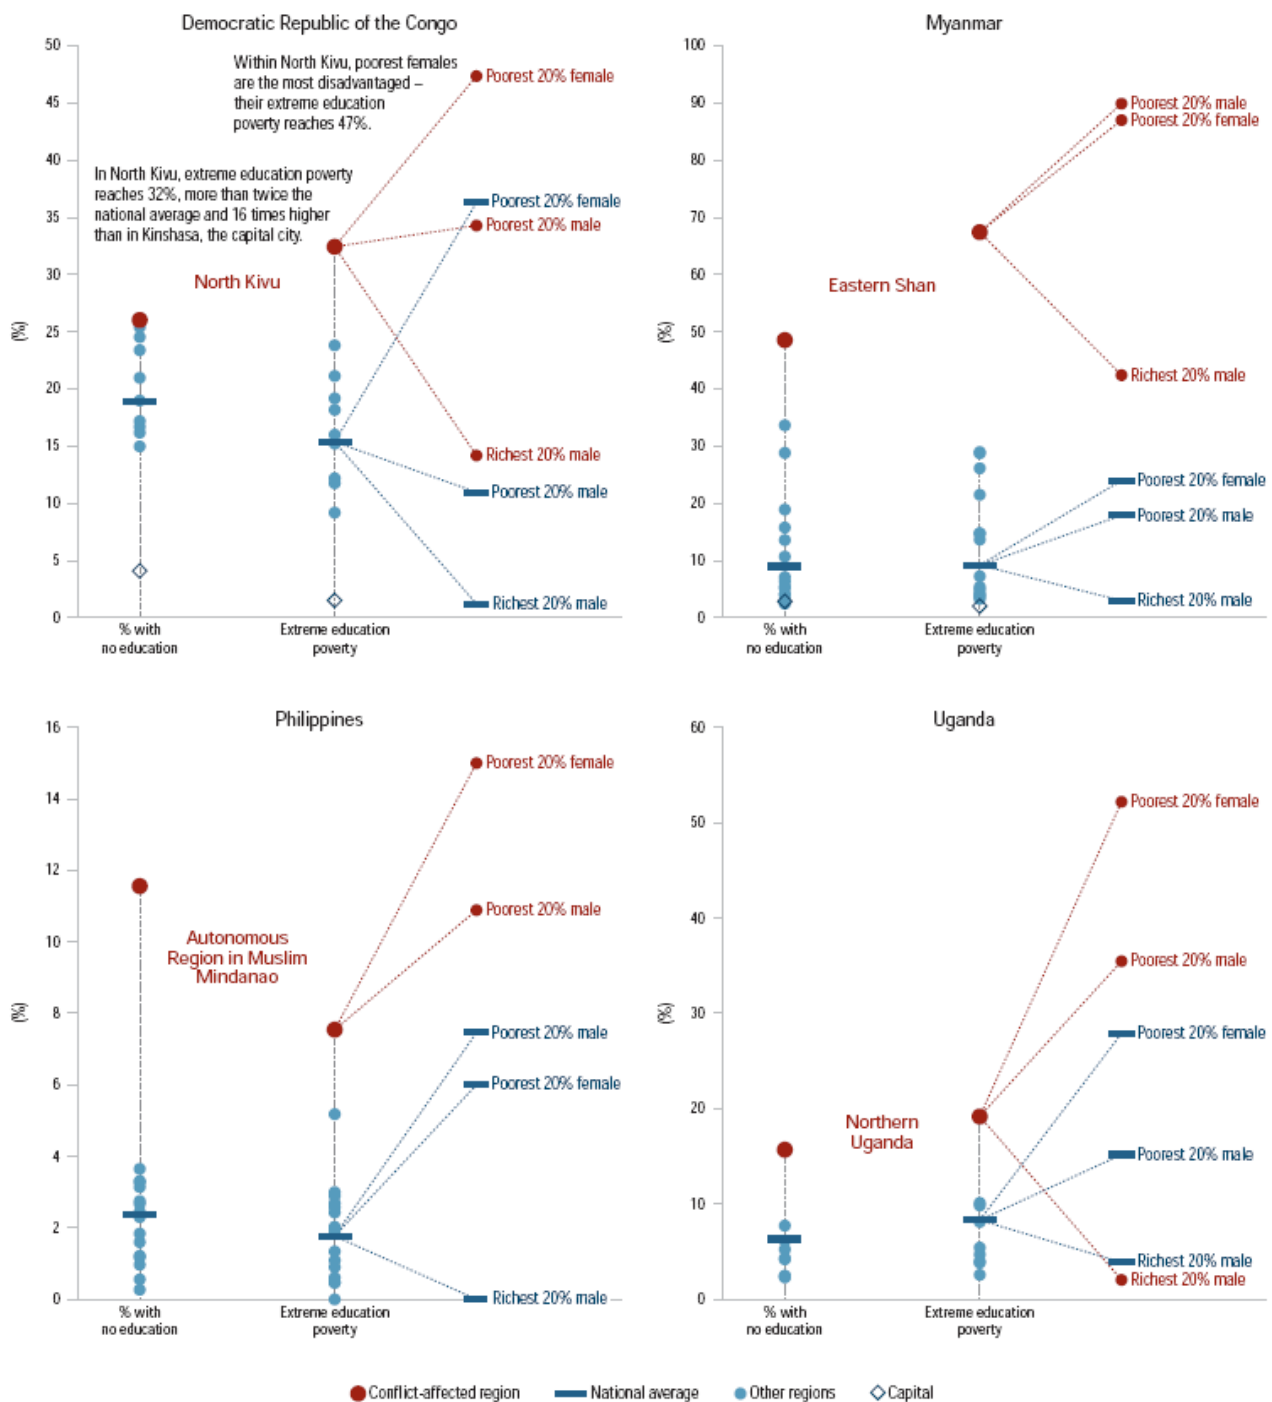 Democratic Republic of the Congo
50
45
40
35
30
25
20
15
10
5
0
(%)
Within North Kivu, poorest females
are the most disadvantaged –
their extreme education
poverty reaches 47%.
In North Kivu, extreme education poverty
reaches 32%, more than twice the
national average and 16 times higher
than in Kinshasa, the capital city.
North Kivu
Poorest 20% female
Poorest 20% female
Poorest 20% male
Richest 20% male
Poorest 20% male
Richest 20% male
% with
no education
Extreme education
poverty
Myanmar
100
90
80
70
60
50
40
30
20
10
0
(%)
Eastern Shan
Poorest 20% male
Poorest 20% female
Richest 20% male
Poorest 20% female
Poorest 20% male
Richest 20% male
% with
no education
Extreme education
poverty
Philippines
16
14
12
10
8
6
4
2
0
(%)
Autonomous
Region in Muslim
Mindanao
Poorest 20% female
Poorest 20% male
Poorest 20% male
Poorest 20% female
Richest 20% male
% with
no education
Extreme education
poverty
Uganda
60
50
40
30
20
10
0
(%)
Northern
Uganda
Poorest 20% female
Poorest 20% male
Poorest 20% female
Poorest 20% male
Richest 20% male
Richest 20% male
% with
no education
Extreme education
poverty
Conflict-affected region
National average
Other regions
Capital